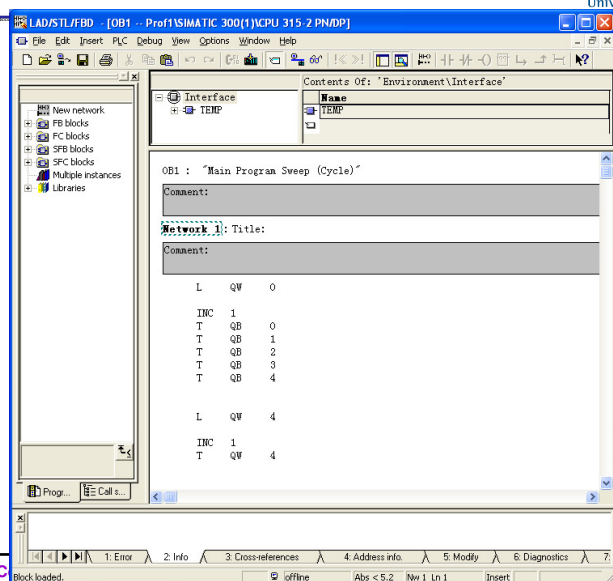 Univ
LAD/STL/FBD - [OB1 -- Prof1\SIMATIC 300(1)\CPU 315-2 PN/DP]
File Edit Insert PLC Debug View Options Window Help
Contents Of: 'Environment\Interface'
Interface
TEMP
Name
TEMP
New network
FB blocks
FC blocks
SFB blocks
SFC blocks
Multiple instances
Libraries
OB1 : "Main Program Sweep (Cycle)"
Comment:
Network 1: Title:
Comment:
L QW 0
INC 1
T QB 0
T QB 1
T QB 2
T QB 3
T QB 4
L QW 4
INC 1
T QW 4
Progr... Call s...
1: Error 2: Info 3: Cross-references 4: Address info. 5: Modify 6: Diagnostics 7:
C
Block loaded. offline Abs < 5.2 Nw 1 Ln 1 Insert